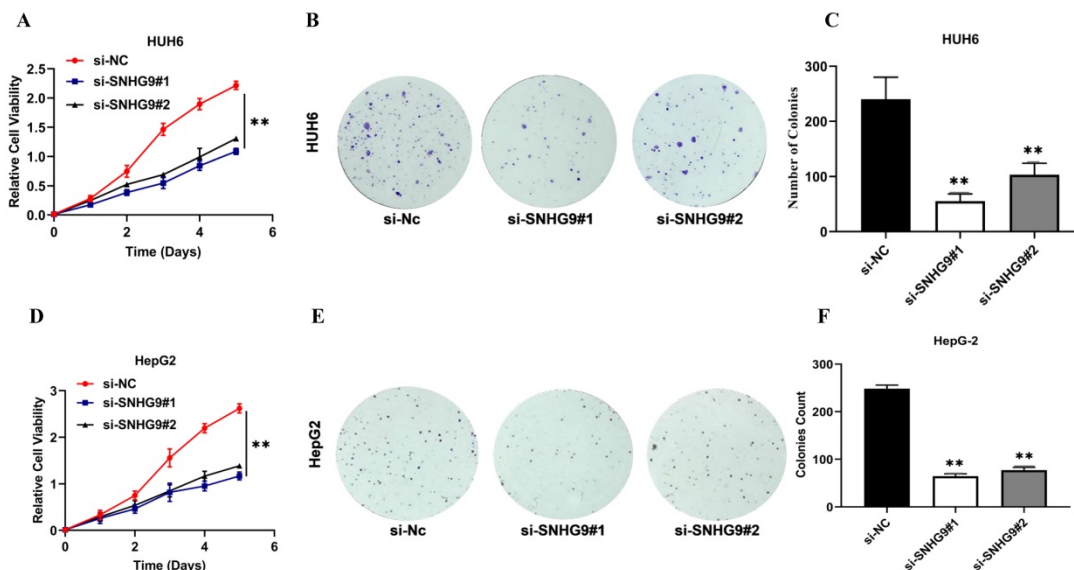 A
HUH6
si-NC
si-SNHG9#1
si-SNHG9#2
Relative Cell Viability
2.5
2.0
1.5
1.0
0.5
0.0
**
0 2 4 6
Time (Days)
B
HUH6
si-Nc si-SNHG9#1 si-SNHG9#2
C
HUH6
Number of Colonies
300
200
100
0
** **
si-NC si-SNHG9#1 si-SNHG9#2
D
HepG2
si-NC
si-SNHG9#1
si-SNHG9#2
Relative Cell Viability
3
2
1
0
**
0 2 4 6
Time (Days)
E
HepG2
si-Nc si-SNHG9#1 si-SNHG9#2
F
HepG-2
Colonies Count
300
200
100
0
** **
si-NC si-SNHG9#1 si-SNHG9#2